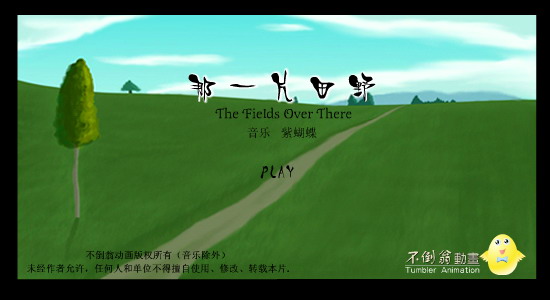 那一片田野
The Fields Over There
音乐 紫蝴蝶
PLAY
不倒翁动画版权所有（音乐除外）
未经作者允许，任何人和单位不得擅自使用、修改、转载本片。
不倒翁動畫
Tumbler Animation